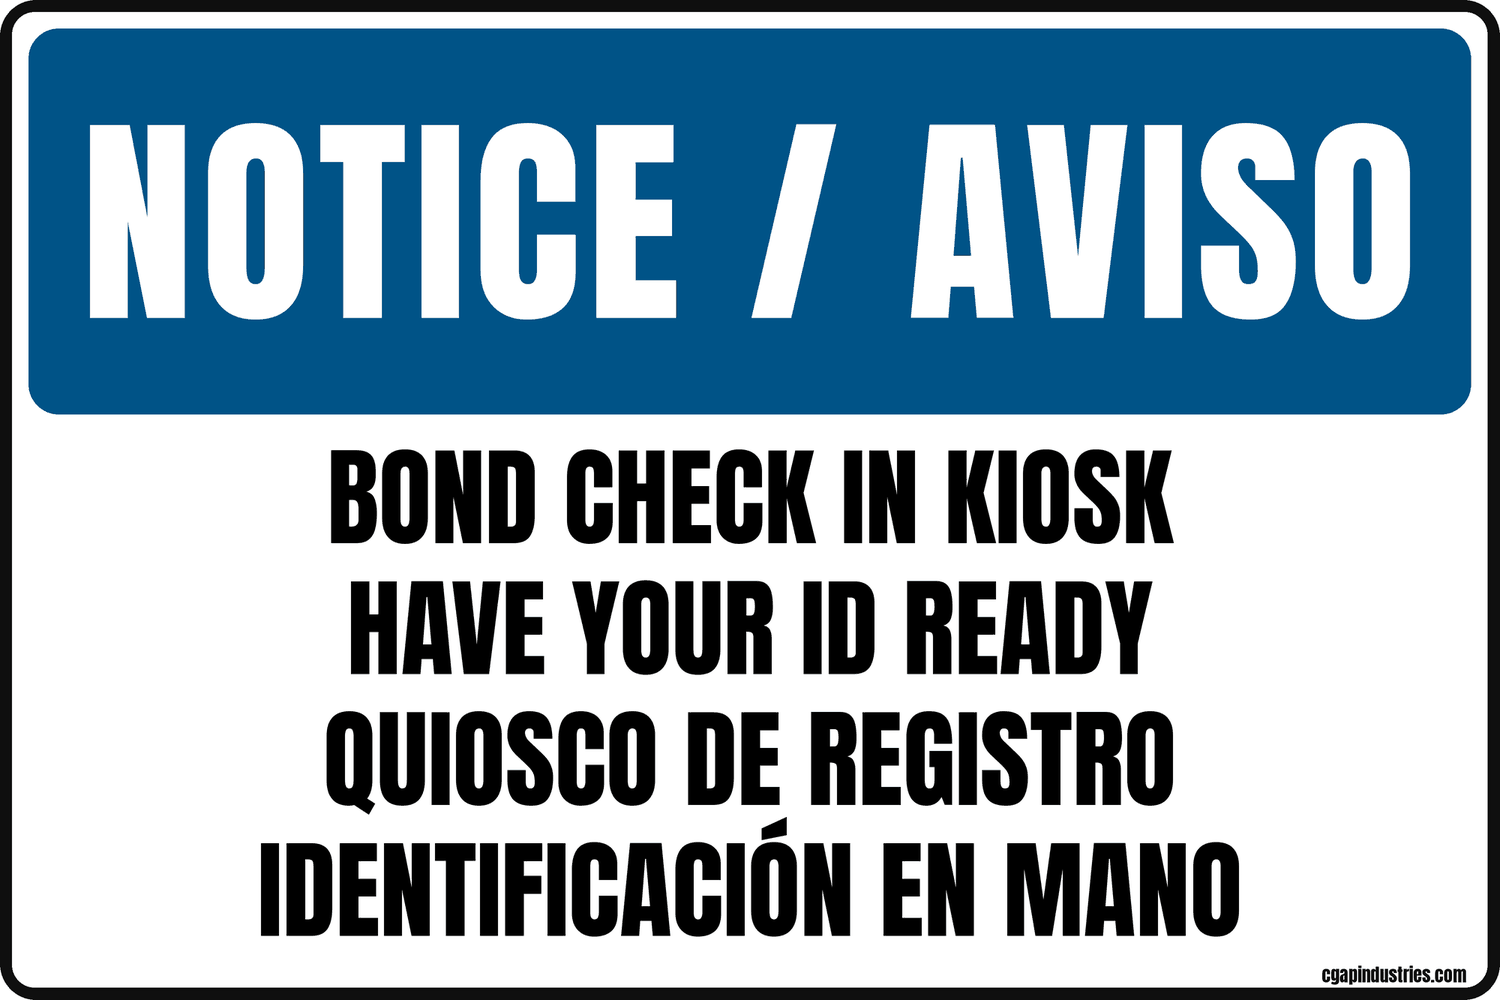 NOTICE / AVISO
BOND CHECK IN KIOSK
HAVE YOUR ID READY
QUIOSCO DE REGISTRO
IDENTIFICACIÓN EN MANO
cgapindustries.com